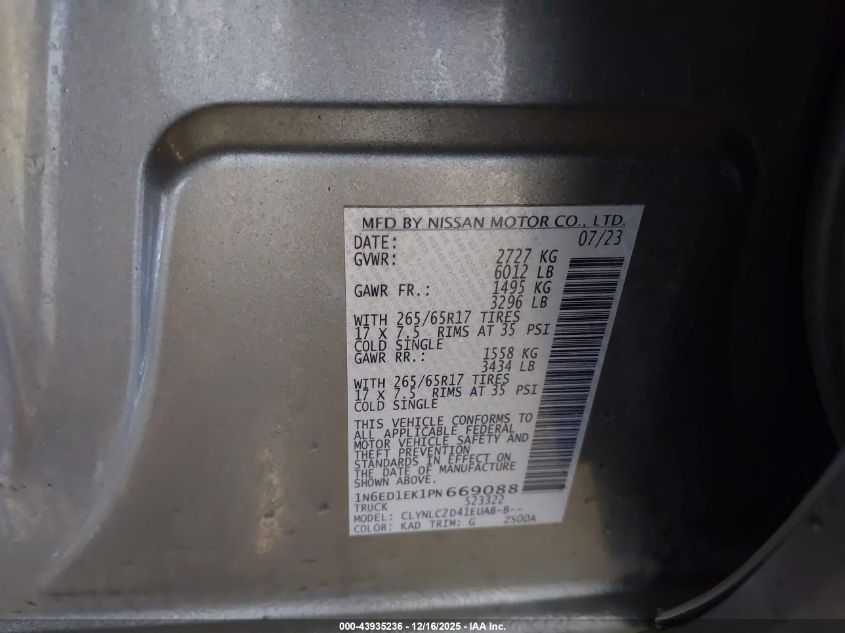 MFD BY NISSAN MOTOR CO., LTD.
DATE: 07/23
GVWR: 2727 KG
6012 LB
GAWR FR.: 1495 KG
3296 LB
WITH 265/65R17 TIRES
17 X 7.5 RIMS AT 35 PSI
COLD SINGLE
GAWR RR.: 1558 KG
3434 LB
WITH 265/65R17 TIRES
17 X 7.5 RIMS AT 35 PSI
COLD SINGLE
THIS VEHICLE CONFORMS TO
ALL APPLICABLE FEDERAL
MOTOR VEHICLE SAFETY AND
THEFT PREVENTION
STANDARDS IN EFFECT ON
THE DATE OF MANUFACTURE
SHOWN ABOVE.
1N6ED1EK1PN669088
TRUCK 523322
MODEL: CLYNLC2D41EUAB-B--
COLOR: KAD TRIM: G ZS00A
000-43935236 - 12/16/2025 - IAA Inc.